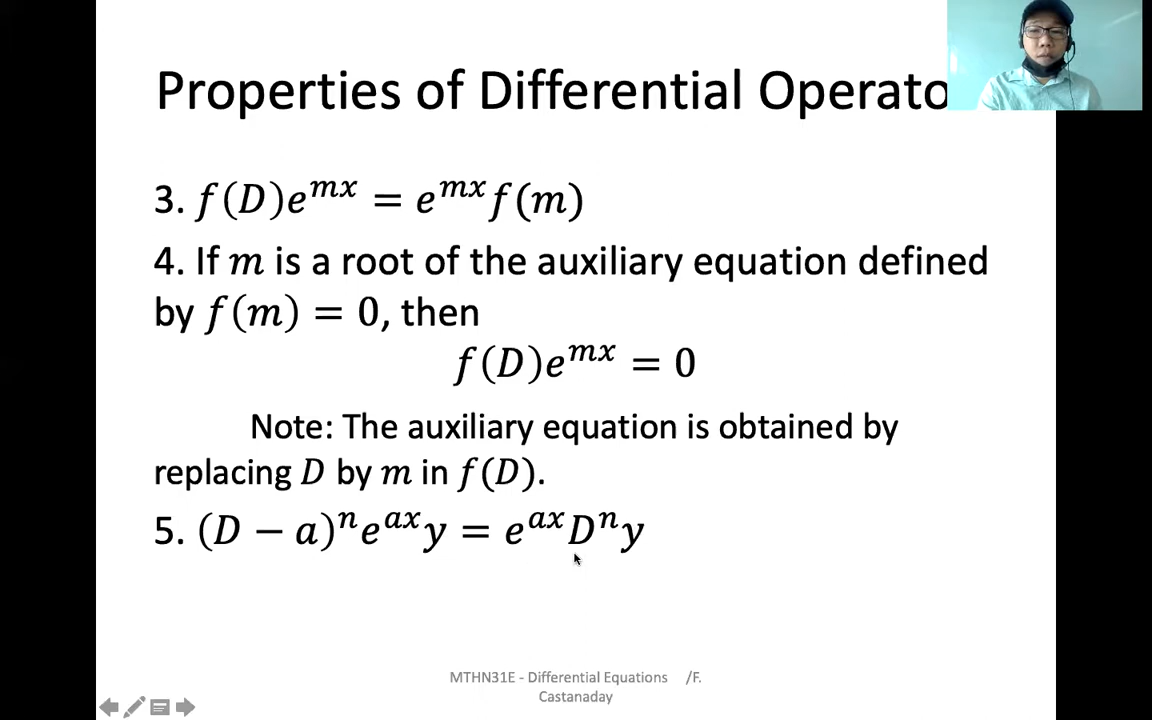 Properties of Differential Operato
3. f(D)e^{mx} = e^{mx}f(m)
4. If m is a root of the auxiliary equation defined
by f(m) = 0, then
f(D)e^{mx} = 0
Note: The auxiliary equation is obtained by
replacing D by m in f(D).
5. (D − a)^n e^{ax}y = e^{ax}D^n y
MTHN31E - Differential Equations /F.
Castanaday